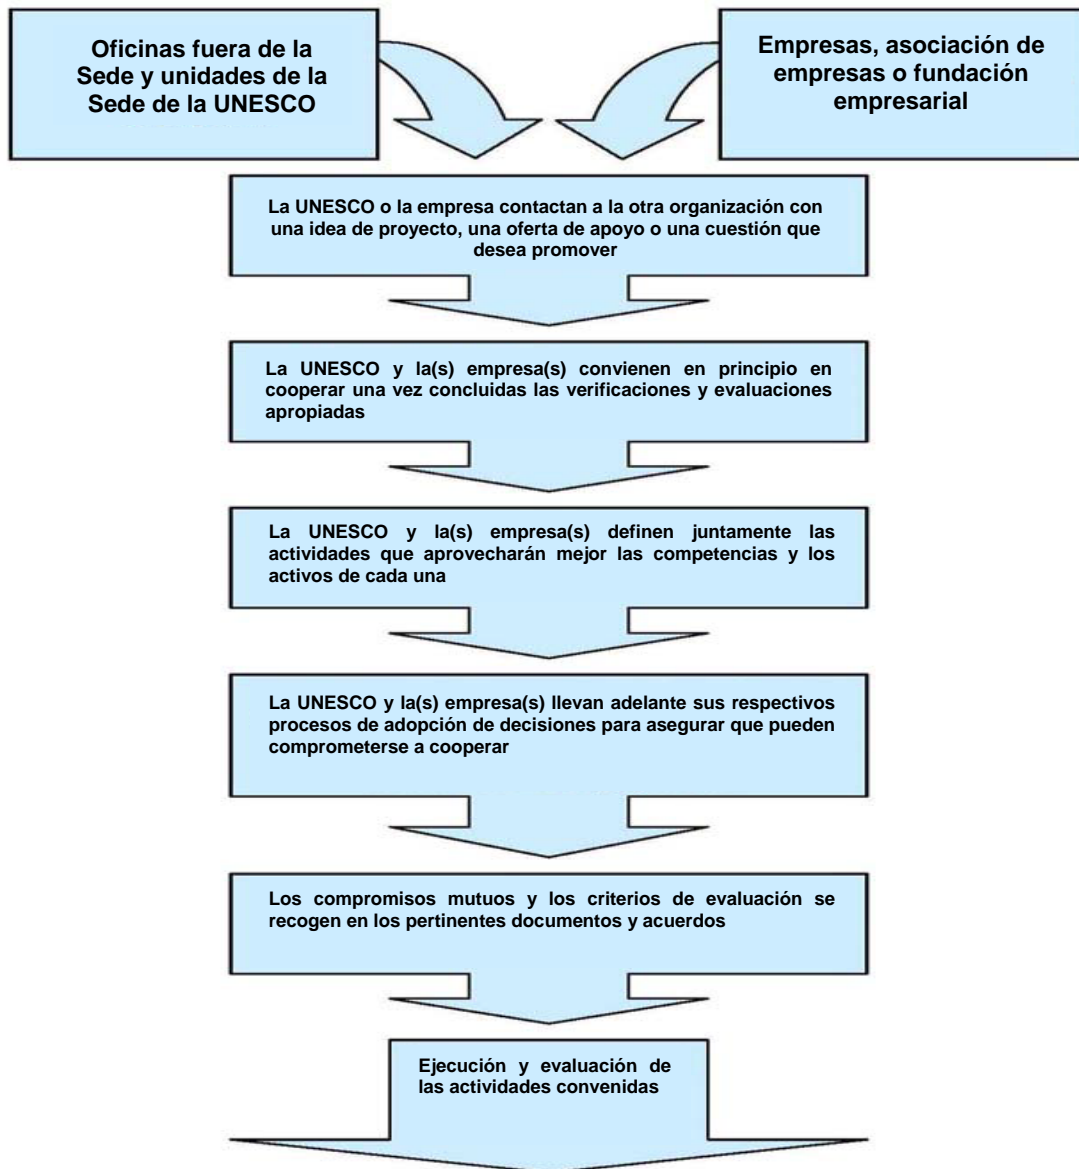 Oficinas fuera de la
Sede y unidades de la
Sede de la UNESCO
Empresas, asociación de
empresas o fundación
empresarial
La UNESCO o la empresa contactan a la otra organización con
una idea de proyecto, una oferta de apoyo o una cuestión que
desea promover
La UNESCO y la(s) empresa(s) convienen en principio en
cooperar una vez concluidas las verificaciones y evaluaciones
apropiadas
La UNESCO y la(s) empresa(s) definen juntamente las
actividades que aprovecharán mejor las competencias y los
activos de cada una
La UNESCO y la(s) empresa(s) llevan adelante sus respectivos
procesos de adopción de decisiones para asegurar que pueden
comprometerse a cooperar
Los compromisos mutuos y los criterios de evaluación se
recogen en los pertinentes documentos y acuerdos
Ejecución y evaluación de
las actividades convenidas